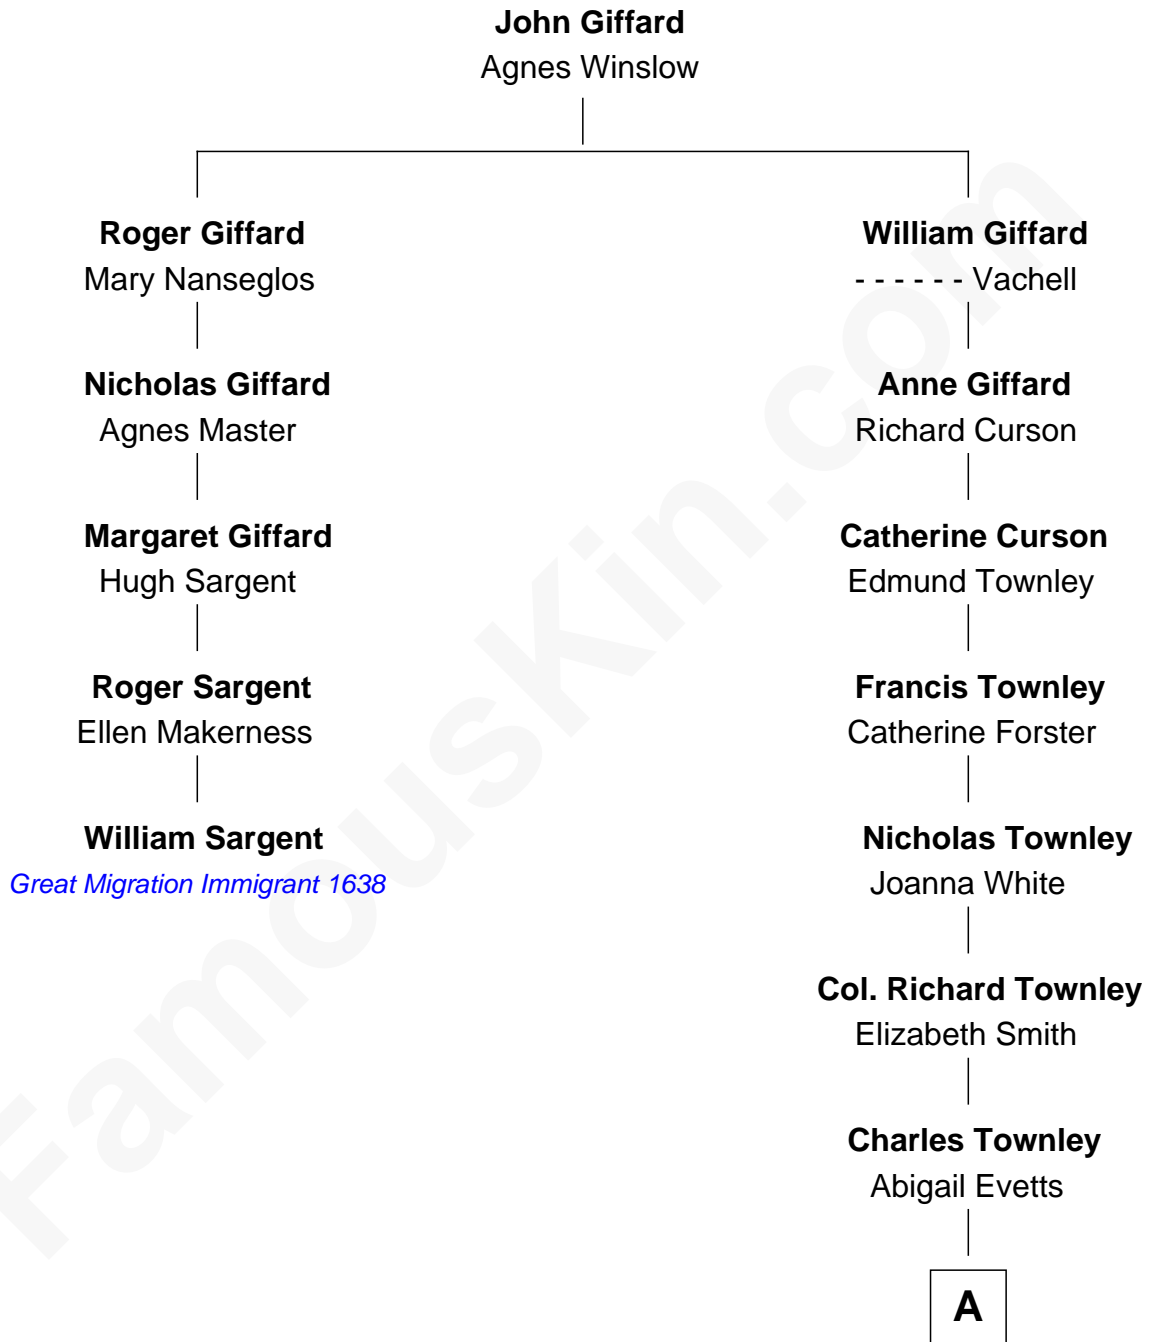 John Giffard
Agnes Winslow
Roger Giffard
Mary Nanseglos
Nicholas Giffard
Agnes Master
Margaret Giffard
Hugh Sargent
Roger Sargent
Ellen Makerness
William Sargent
Great Migration Immigrant 1638
William Giffard
- - - - - - Vachell
Anne Giffard
Richard Curson
Catherine Curson
Edmund Townley
Francis Townley
Catherine Forster
Nicholas Townley
Joanna White
Col. Richard Townley
Elizabeth Smith
Charles Townley
Abigail Evetts
A
FamousKin.com